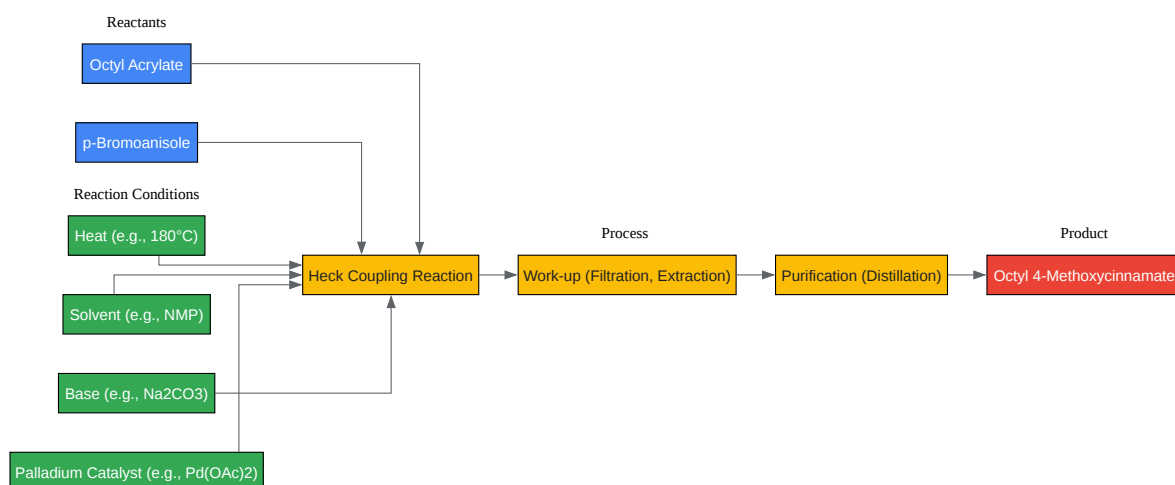 Reactants
Octyl Acrylate
p-Bromoanisole
Reaction Conditions
Heat (e.g., 180°C)
Solvent (e.g., NMP)
Base (e.g., Na2CO3)
Palladium Catalyst (e.g., Pd(OAc)2)
Heck Coupling Reaction
Process
Work-up (Filtration, Extraction)
Purification (Distillation)
Product
Octyl 4-Methoxycinnamate